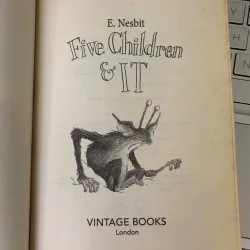 E. Nesbit
Five Children
& IT
VINTAGE BOOKS
London